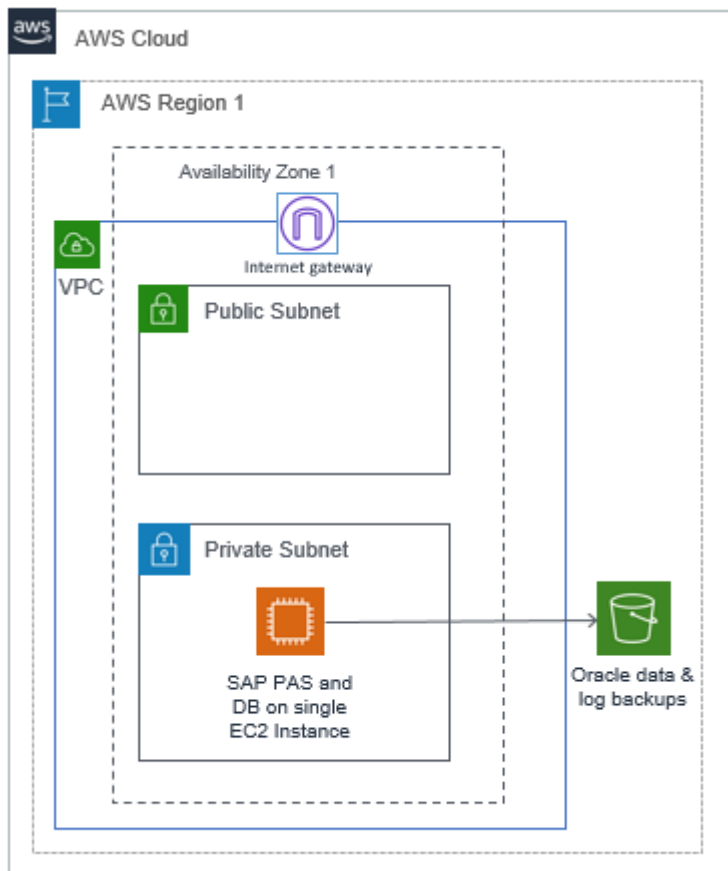 aws
AWS Cloud
AWS Region 1
Availability Zone 1
Internet gateway
VPC
Public Subnet
Private Subnet
SAP PAS and
DB on single
EC2 Instance
Oracle data &
log backups